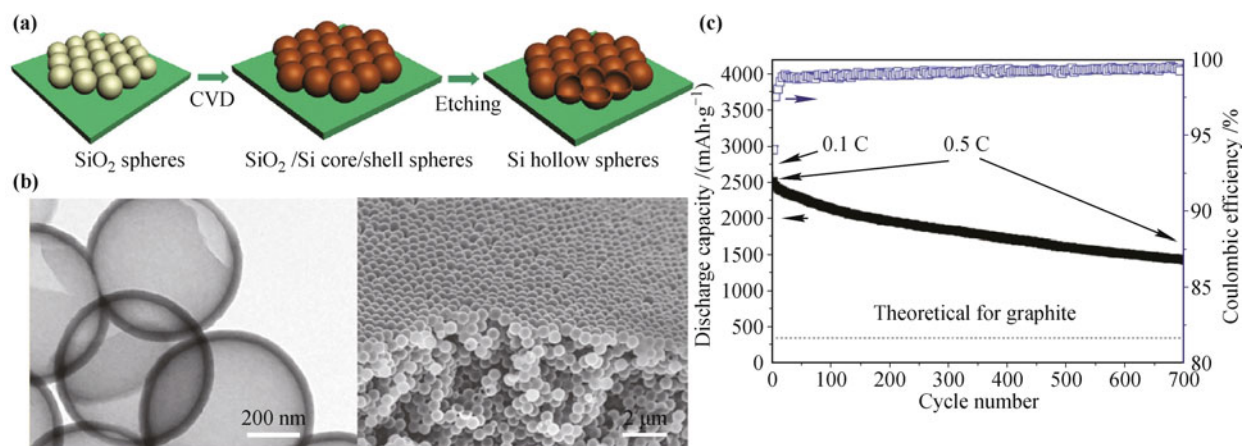 (a)
CVD
Etching
SiO₂ spheres
SiO₂ /Si core/shell spheres
Si hollow spheres
(b)
200 nm
2 μm
(c)
Discharge capacity /(mAh·g⁻¹)
4000
3500
3000
2500
2000
1500
1000
500
0
0.1 C
0.5 C
Theoretical for graphite
0 100 200 300 400 500 600 700
Cycle number
100
95
90
85
80
Coulombic efficiency /%